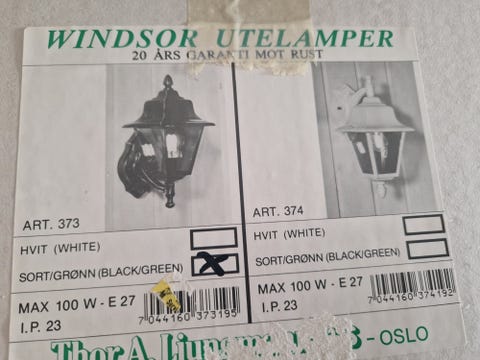 WINDSOR UTELAMPER
20 ÅRS GARANTI MOT RUST
ART. 373
HVIT (WHITE)
SORT/GRØNN (BLACK/GREEN)
MAX 100 W - E 27
I.P. 23
7 044160 373195
ART. 374
HVIT (WHITE)
SORT/GRØNN (BLACK/GREEN)
MAX 100 W - E 27
I.P. 23
7 044160 374192
Thor A. - OSLO